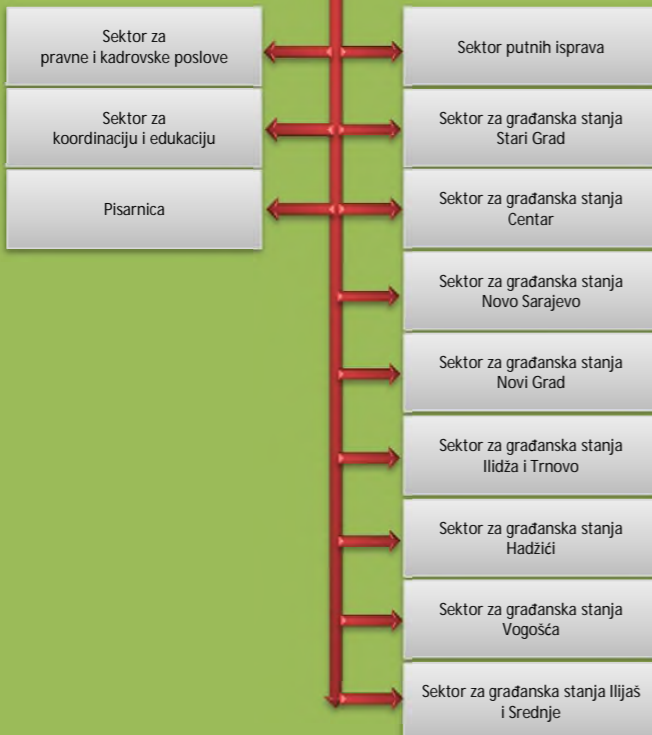 Sektor za
pravne i kadrovske poslove
Sektor za
koordinaciju i edukaciju
Pisarnica
Sektor putnih isprava
Sektor za građanska stanja
Stari Grad
Sektor za građanska stanja
Centar
Sektor za građanska stanja
Novo Sarajevo
Sektor za građanska stanja
Novi Grad
Sektor za građanska stanja
Ilidža i Trnovo
Sektor za građanska stanja
Hadžići
Sektor za građanska stanja
Vogošća
Sektor za građanska stanja Ilijaš
i Srednje